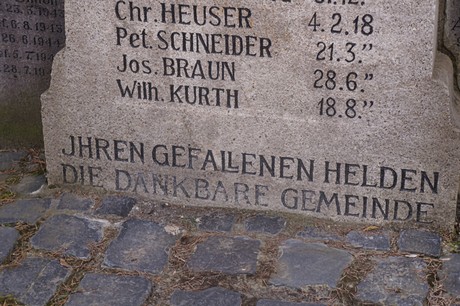 Chr. HEUSER 4.2.18
Pet. SCHNEIDER 21.3."
Jos. BRAUN 28.6."
Wilh. KURTH 18.8."
JHREN GEFALLENEN HELDEN
DIE DANKBARE GEMEINDE